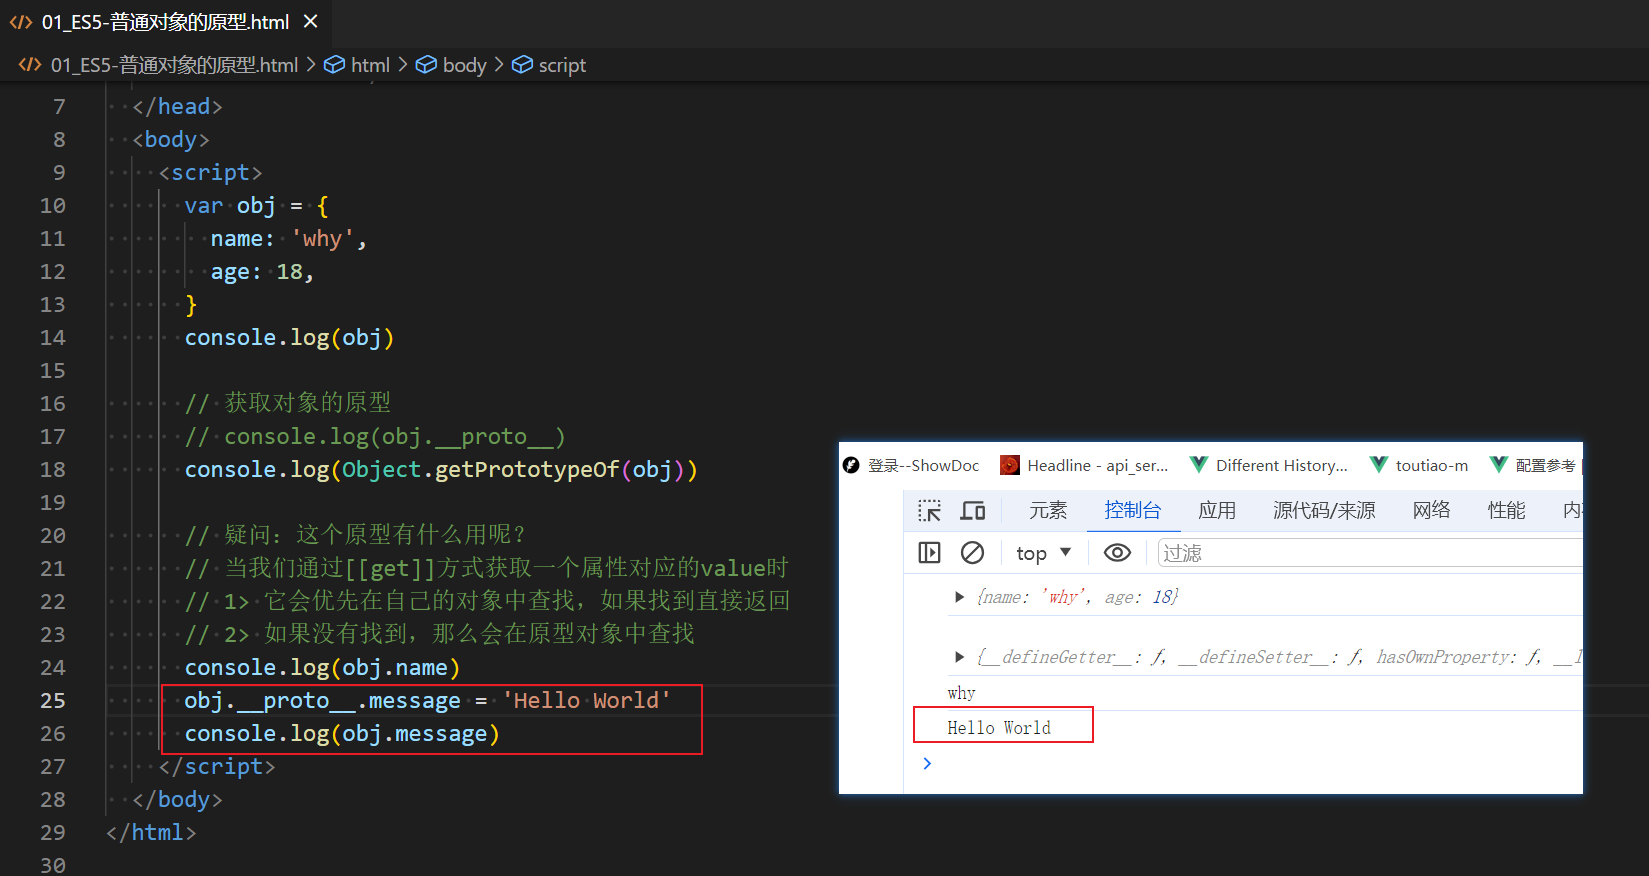 01_ES5-普通对象的原型.html
01_ES5-普通对象的原型.html > html > body > script
7 </head>
8 <body>
9 <script>
10 var obj = {
11 name: 'why',
12 age: 18,
13 }
14 console.log(obj)
15
16 // 获取对象的原型
17 // console.log(obj.__proto__)
18 console.log(Object.getPrototypeOf(obj))
19
20 // 疑问: 这个原型有什么用呢?
21 // 当我们通过[[get]]方式获取一个属性对应的value时
22 // 1> 它会优先在自己的对象中查找, 如果找到直接返回
23 // 2> 如果没有找到, 那么会在原型对象中查找
24 console.log(obj.name)
25 obj.__proto__.message = 'Hello World'
26 console.log(obj.message)
27 </script>
28 </body>
29 </html>
30
登录--ShowDoc Headline - api_ser... Different History... toutiao-m 配置参考
元素 控制台 应用 源代码/来源 网络 性能 内
top 过滤
{name: 'why', age: 18}
{__defineGetter__: ƒ, __defineSetter__: ƒ, hasOwnProperty: ƒ, __l
why
Hello World